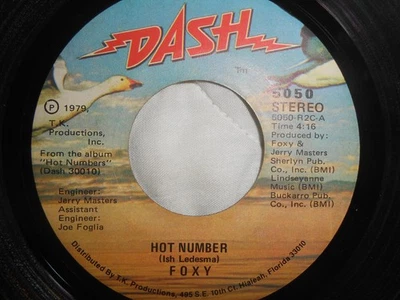 DASH
TM
5050
STEREO
5050-R2C-A
Time 4:16
Produced by:
Foxy &
Jerry Masters
Sherlyn Pub.
Co., Inc. (BMI)
Lindseyanne
Music (BMI) &
Buckarro Pub.
Co., Inc. (BMI)
Ⓟ 1979,
T.K.
Productions,
Inc.
From the album
"Hot Numbers"
(Dash 30010)
Engineer:
Jerry Masters
Assistant
Engineer:
Joe Foglia
HOT NUMBER
(Ish Ledesma)
FOXY
Distributed By T.K. Productions, 495 S.E. 10th Ct. Hialeah, Florida 33010